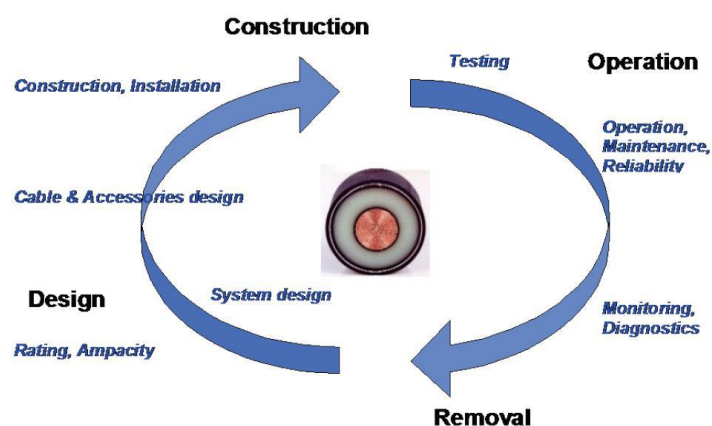 Construction
Testing
Operation
Construction, Installation
Operation,
Maintenance,
Reliability
Cable & Accessories design
Design
System design
Monitoring,
Diagnostics
Rating, Ampacity
Removal